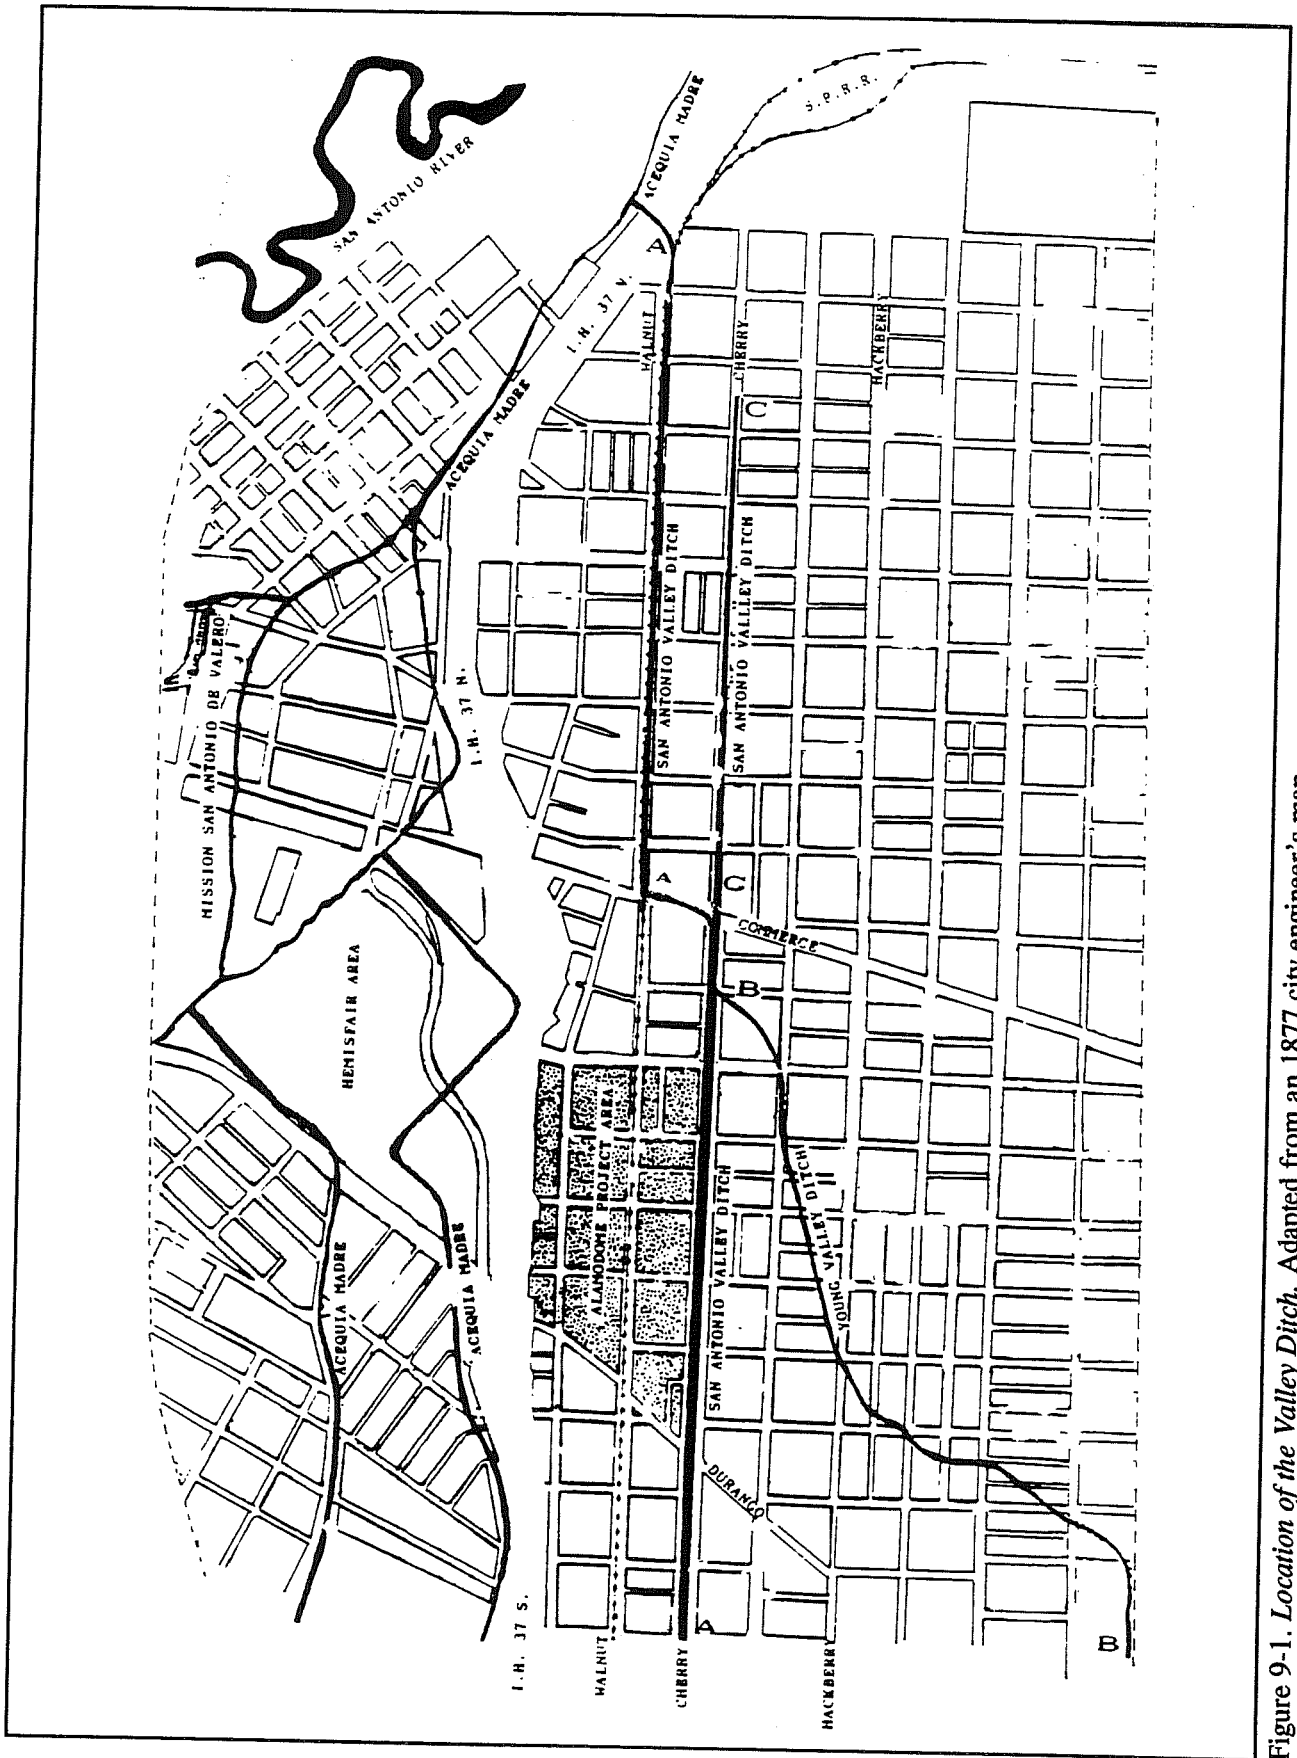 SAN ANTONIO RIVER
ACEQUIA MADRE
S.P.R.R.
A
I.H. 37 N.
WALNUT
CHERRY
HACKBERRY
C
ACEQUIA MADRE
SAN ANTONIO VALLEY DITCH
SAN ANTONIO VALLLEY DITCH
MISSION SAN ANTONIO DE VALERO
I.H. 37 N.
A
C
COMMERCE
B
HEMISFAIR AREA
ALAMODOME PROJECT AREA
SAN ANTONIO VALLEY DITCH
YOUNG VALLEY DITCH
ACEQUIA MADRE
ACEQUIA MADRE
DURANGO
I.H. 37 S.
WALNUT
CHERRY
A
HACKBERRY
B
Figure 9-1. Location of the Valley Ditch. Adapted from an 1877 city engineer's map